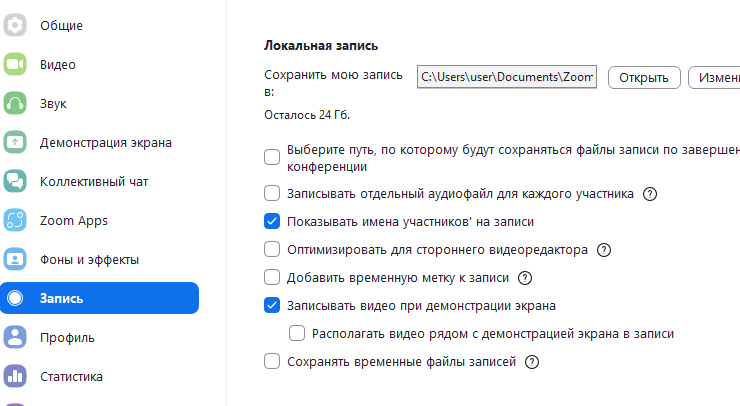 Общие
Видео
Звук
Демонстрация экрана
Коллективный чат
Zoom Apps
Фоны и эффекты
Запись
Профиль
Статистика
Локальная запись
Сохранить мою запись
в:
C:\Users\user\Documents\Zoom
Открыть
Измени
Осталось 24 Гб.
Выберите путь, по которому будут сохраняться файлы записи по завершен
конференции
Записывать отдельный аудиофайл для каждого участника ?
Показывать имена участников' на записи
Оптимизировать для стороннего видеоредактора ?
Добавить временную метку к записи ?
Записывать видео при демонстрации экрана
Располагать видео рядом с демонстрацией экрана в записи
Сохранять временные файлы записей ?